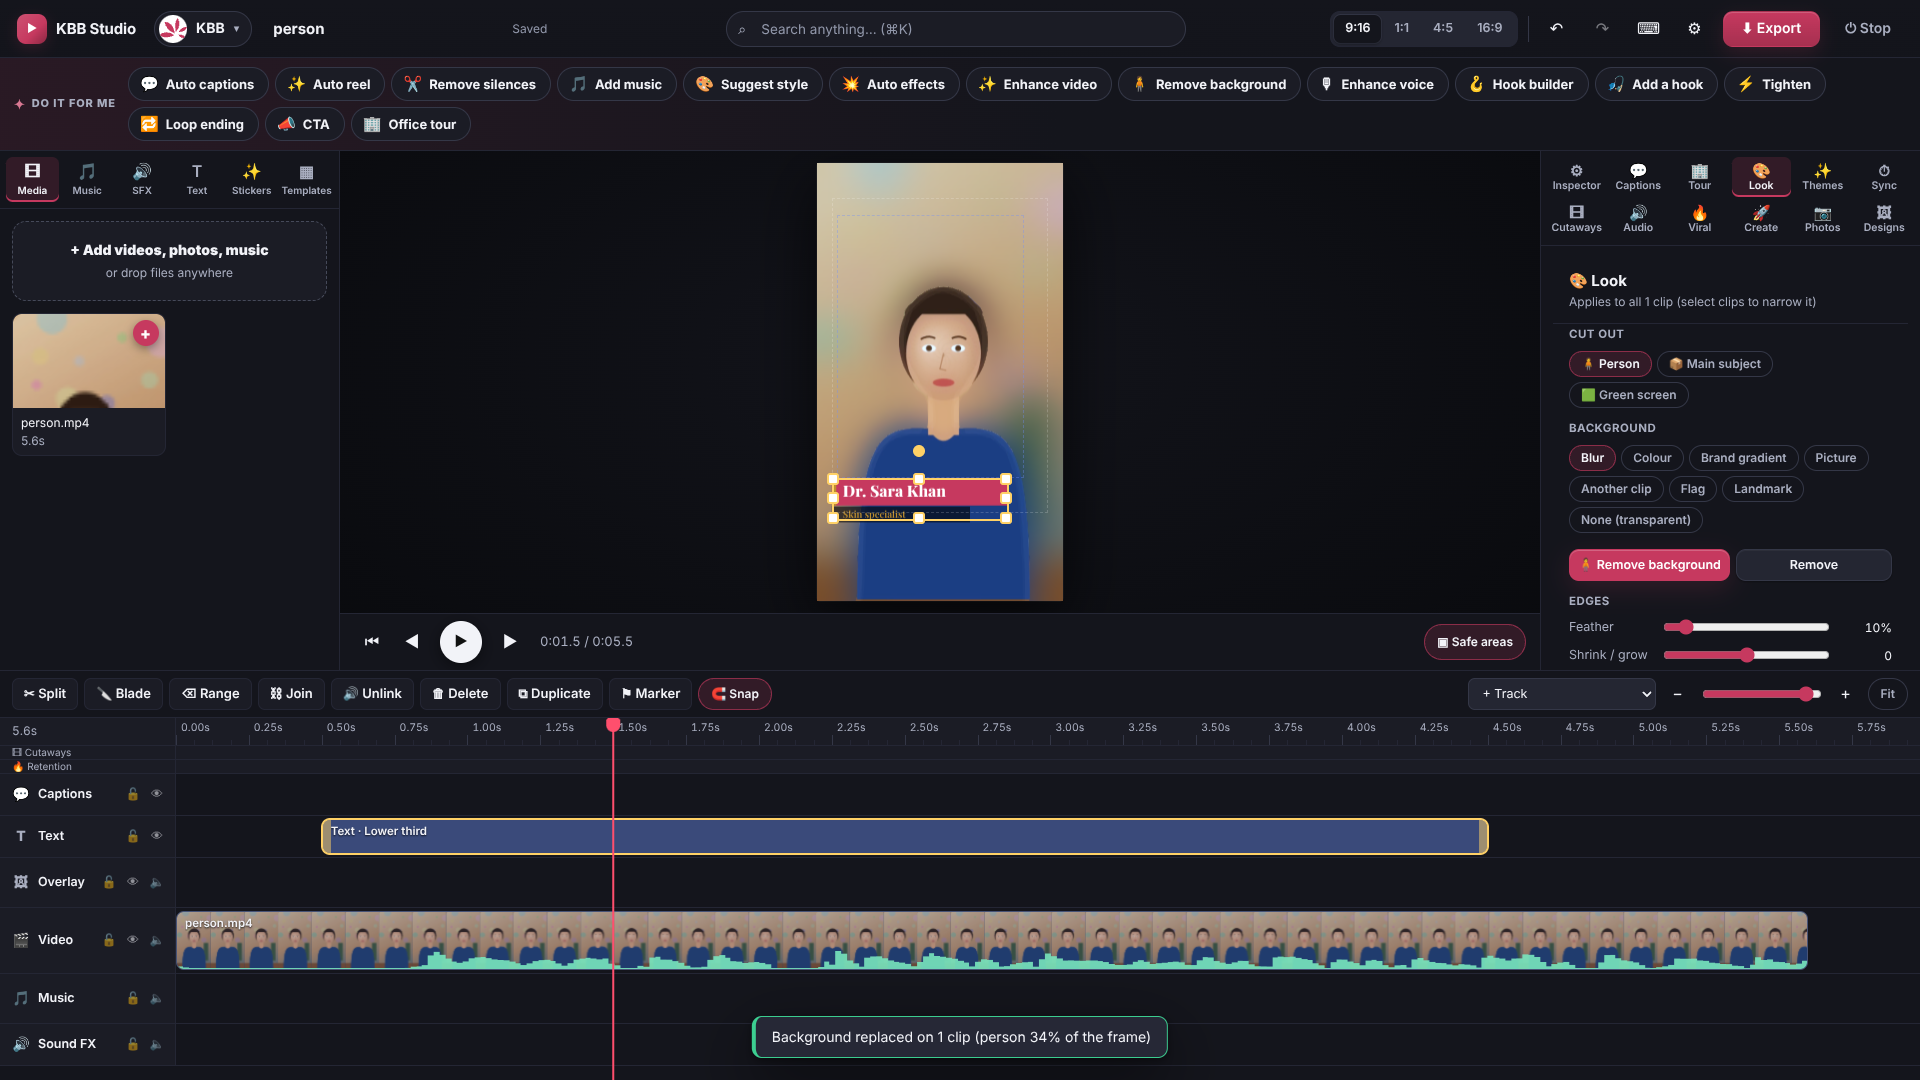 KBB Studio
KBB
person
Saved
Search anything... (⌘K)
9:16 1:1 4:5 16:9
Export
Stop
DO IT FOR ME
Auto captions
Auto reel
Remove silences
Add music
Suggest style
Auto effects
Enhance video
Remove background
Enhance voice
Hook builder
Add a hook
Tighten
Loop ending
CTA
Office tour
Media
Music
SFX
Text
Stickers
Templates
+ Add videos, photos, music
or drop files anywhere
person.mp4
5.6s
Dr. Sara Khan
Skin specialist
0:01.5 / 0:05.5
Safe areas
Inspector
Captions
Tour
Look
Themes
Sync
Cutaways
Audio
Viral
Create
Photos
Designs
Look
Applies to all 1 clip (select clips to narrow it)
CUT OUT
Person
Main subject
Green screen
BACKGROUND
Blur
Colour
Brand gradient
Picture
Another clip
Flag
Landmark
None (transparent)
Remove background
Remove
EDGES
Feather 10%
Shrink / grow 0
Split
Blade
Range
Join
Unlink
Delete
Duplicate
Marker
Snap
+ Track
Fit
5.6s
0.00s 0.25s 0.50s 0.75s 1.00s 1.25s 1.50s 1.75s 2.00s 2.25s 2.50s 2.75s 3.00s 3.25s 3.50s 3.75s 4.00s 4.25s 4.50s 4.75s 5.00s 5.25s 5.50s 5.75s
Cutaways
Retention
Captions
Text
Text · Lower third
Overlay
Video
person.mp4
Music
Sound FX
Background replaced on 1 clip (person 34% of the frame)